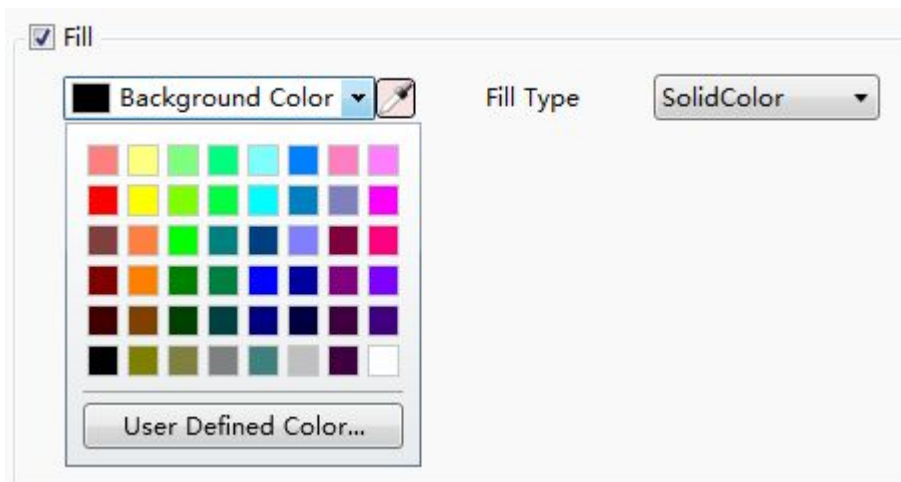 Fill
Background Color
Fill Type
SolidColor
User Defined Color...